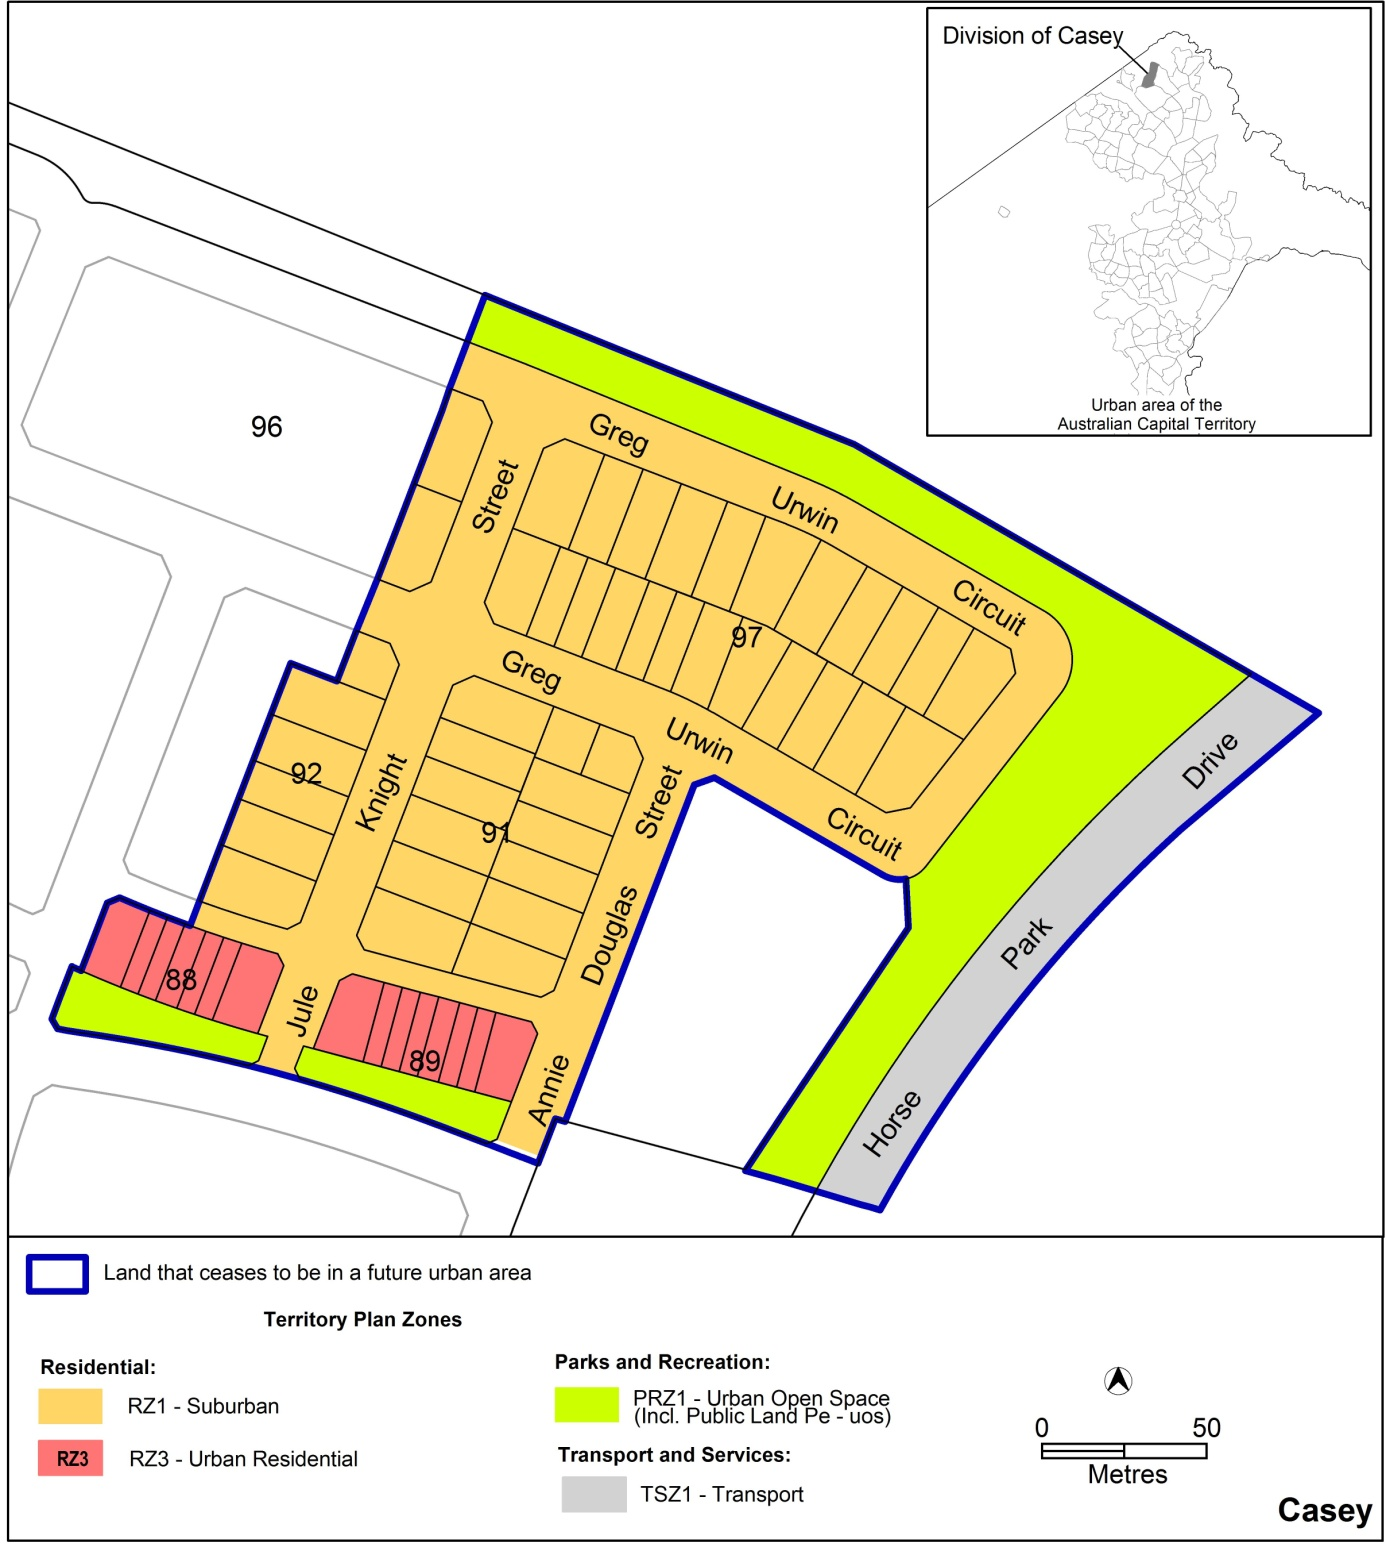 Division of Casey
Urban area of the
Australian Capital Territory
96
Greg
Urwin
Circuit
Street
97
Greg
Urwin
Circuit
92
Knight
91
Street
Douglas
Drive
Park
Horse
88
Jule
89
Annie
Land that ceases to be in a future urban area
Territory Plan Zones
Residential:
RZ1 - Suburban
RZ3
RZ3 - Urban Residential
Parks and Recreation:
PRZ1 - Urban Open Space
(Incl. Public Land Pe - uos)
Transport and Services:
TSZ1 - Transport
0 50
Metres
Casey